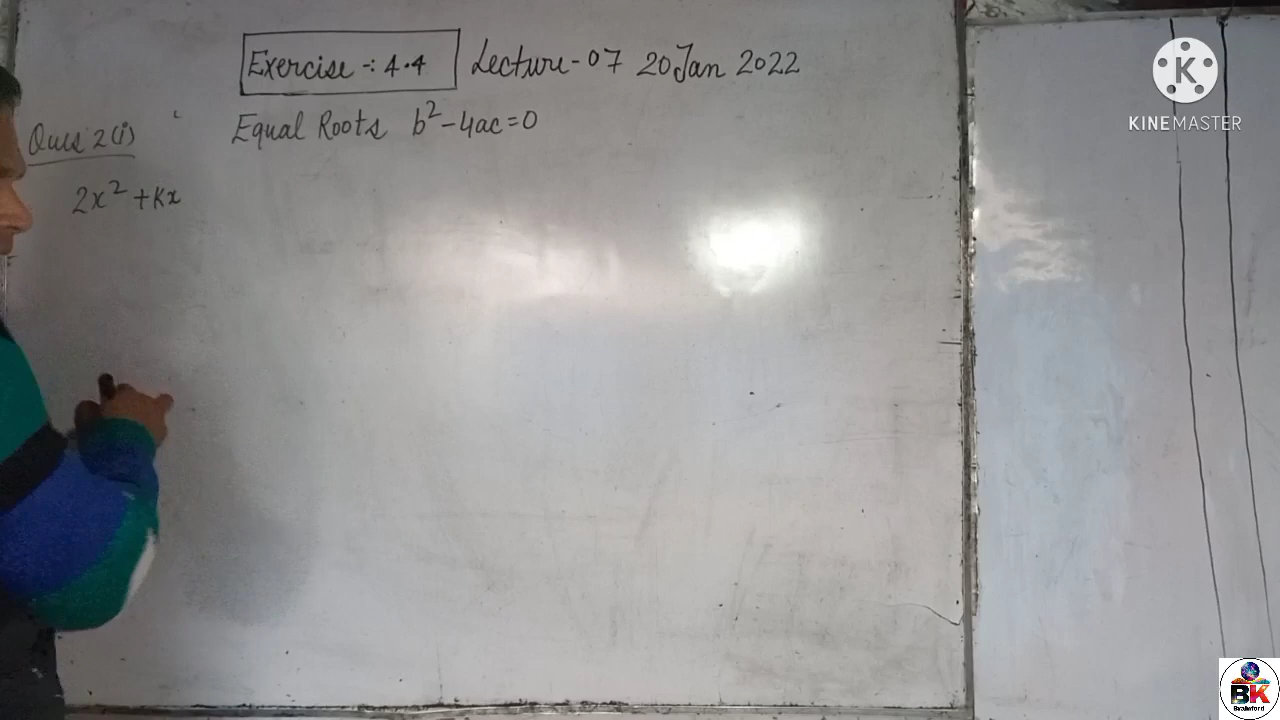 Exercise -: 4.4 Lecture - 07 20 Jan 2022
Equal Roots b² - 4ac = 0
Ques 2(i)
2x² + Kx
K
KINEMASTER
BK
Brainford